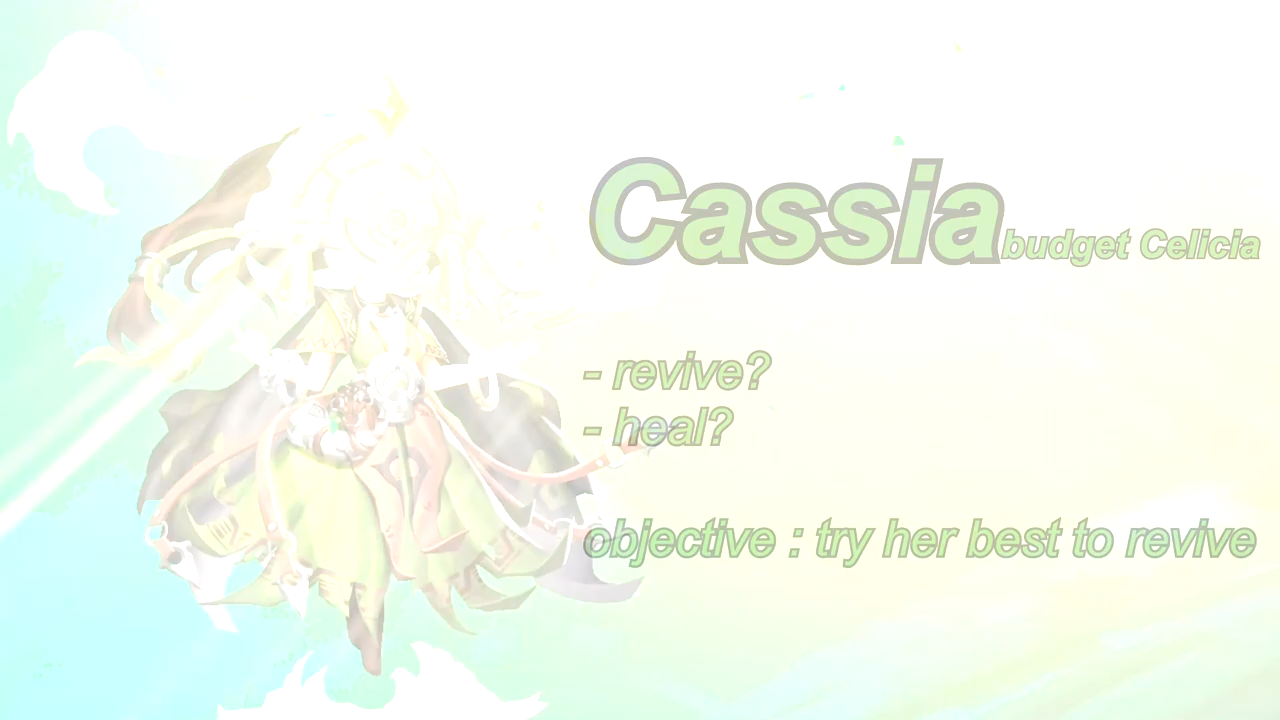 Cassia budget Celicia
- revive?
- heal?
objective : try her best to revive